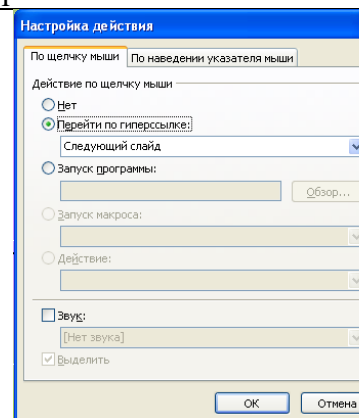 Настройка действия
По щелчку мыши По наведении указателя мыши
Действие по щелчку мыши
Нет
Перейти по гиперссылке:
Следующий слайд
Запуск программы:
Обзор...
Запуск макроса:
Действие:
Звук:
[Нет звука]
Выделить
ОК Отмена